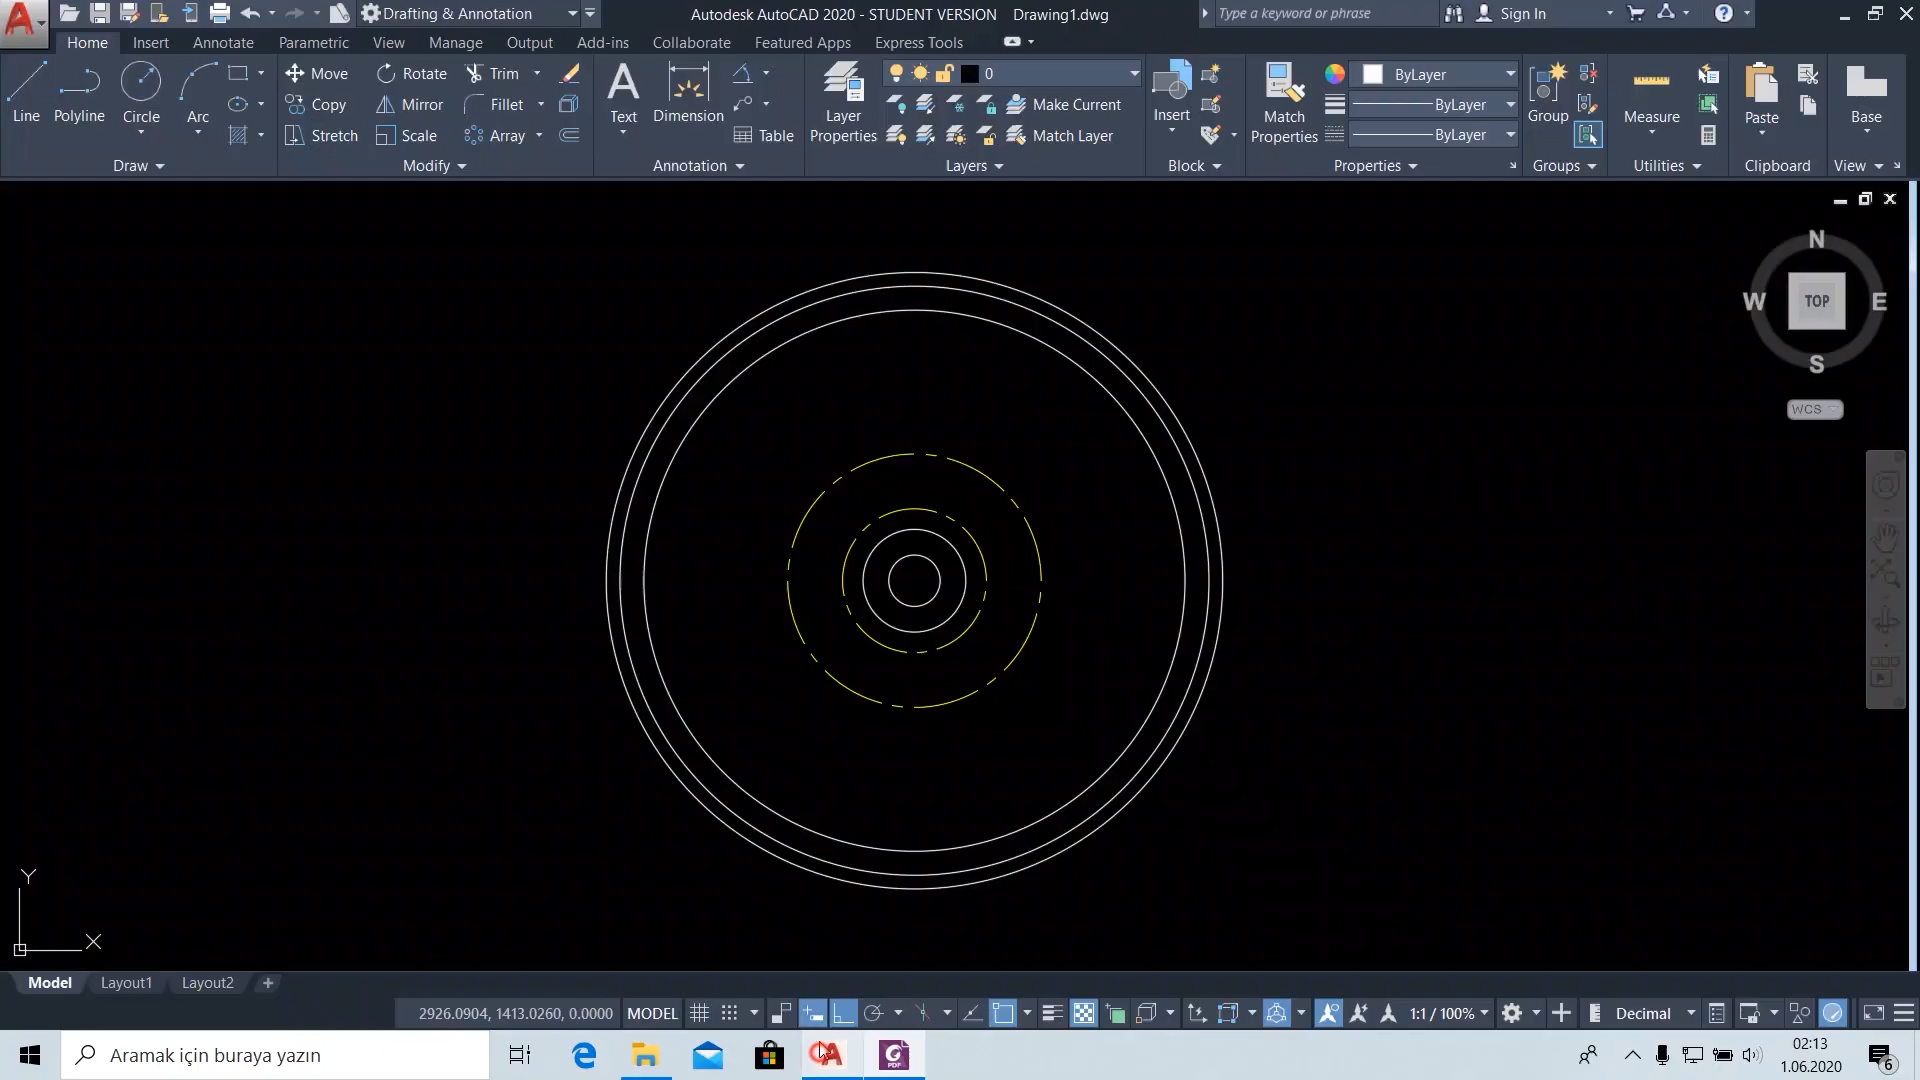 Drafting & Annotation
Autodesk AutoCAD 2020 - STUDENT VERSION Drawing1.dwg
Type a keyword or phrase
Sign In
Home Insert Annotate Parametric View Manage Output Add-ins Collaborate Featured Apps Express Tools
Line Polyline Circle Arc
Move Rotate Trim
Copy Mirror Fillet
Stretch Scale Array
Text Dimension Table
Layer Properties
0
Make Current
Match Layer
Insert
Match Properties
ByLayer
ByLayer
ByLayer
Group
Measure
Paste
Base
Draw Modify Annotation Layers Block Properties Groups Utilities Clipboard View
N
W TOP E
S
WCS
Y
X
Model Layout1 Layout2 +
2926.0904, 1413.0260, 0.0000 MODEL 1:1 / 100% Decimal
Aramak için buraya yazın
PDF
02:13
1.06.2020
6